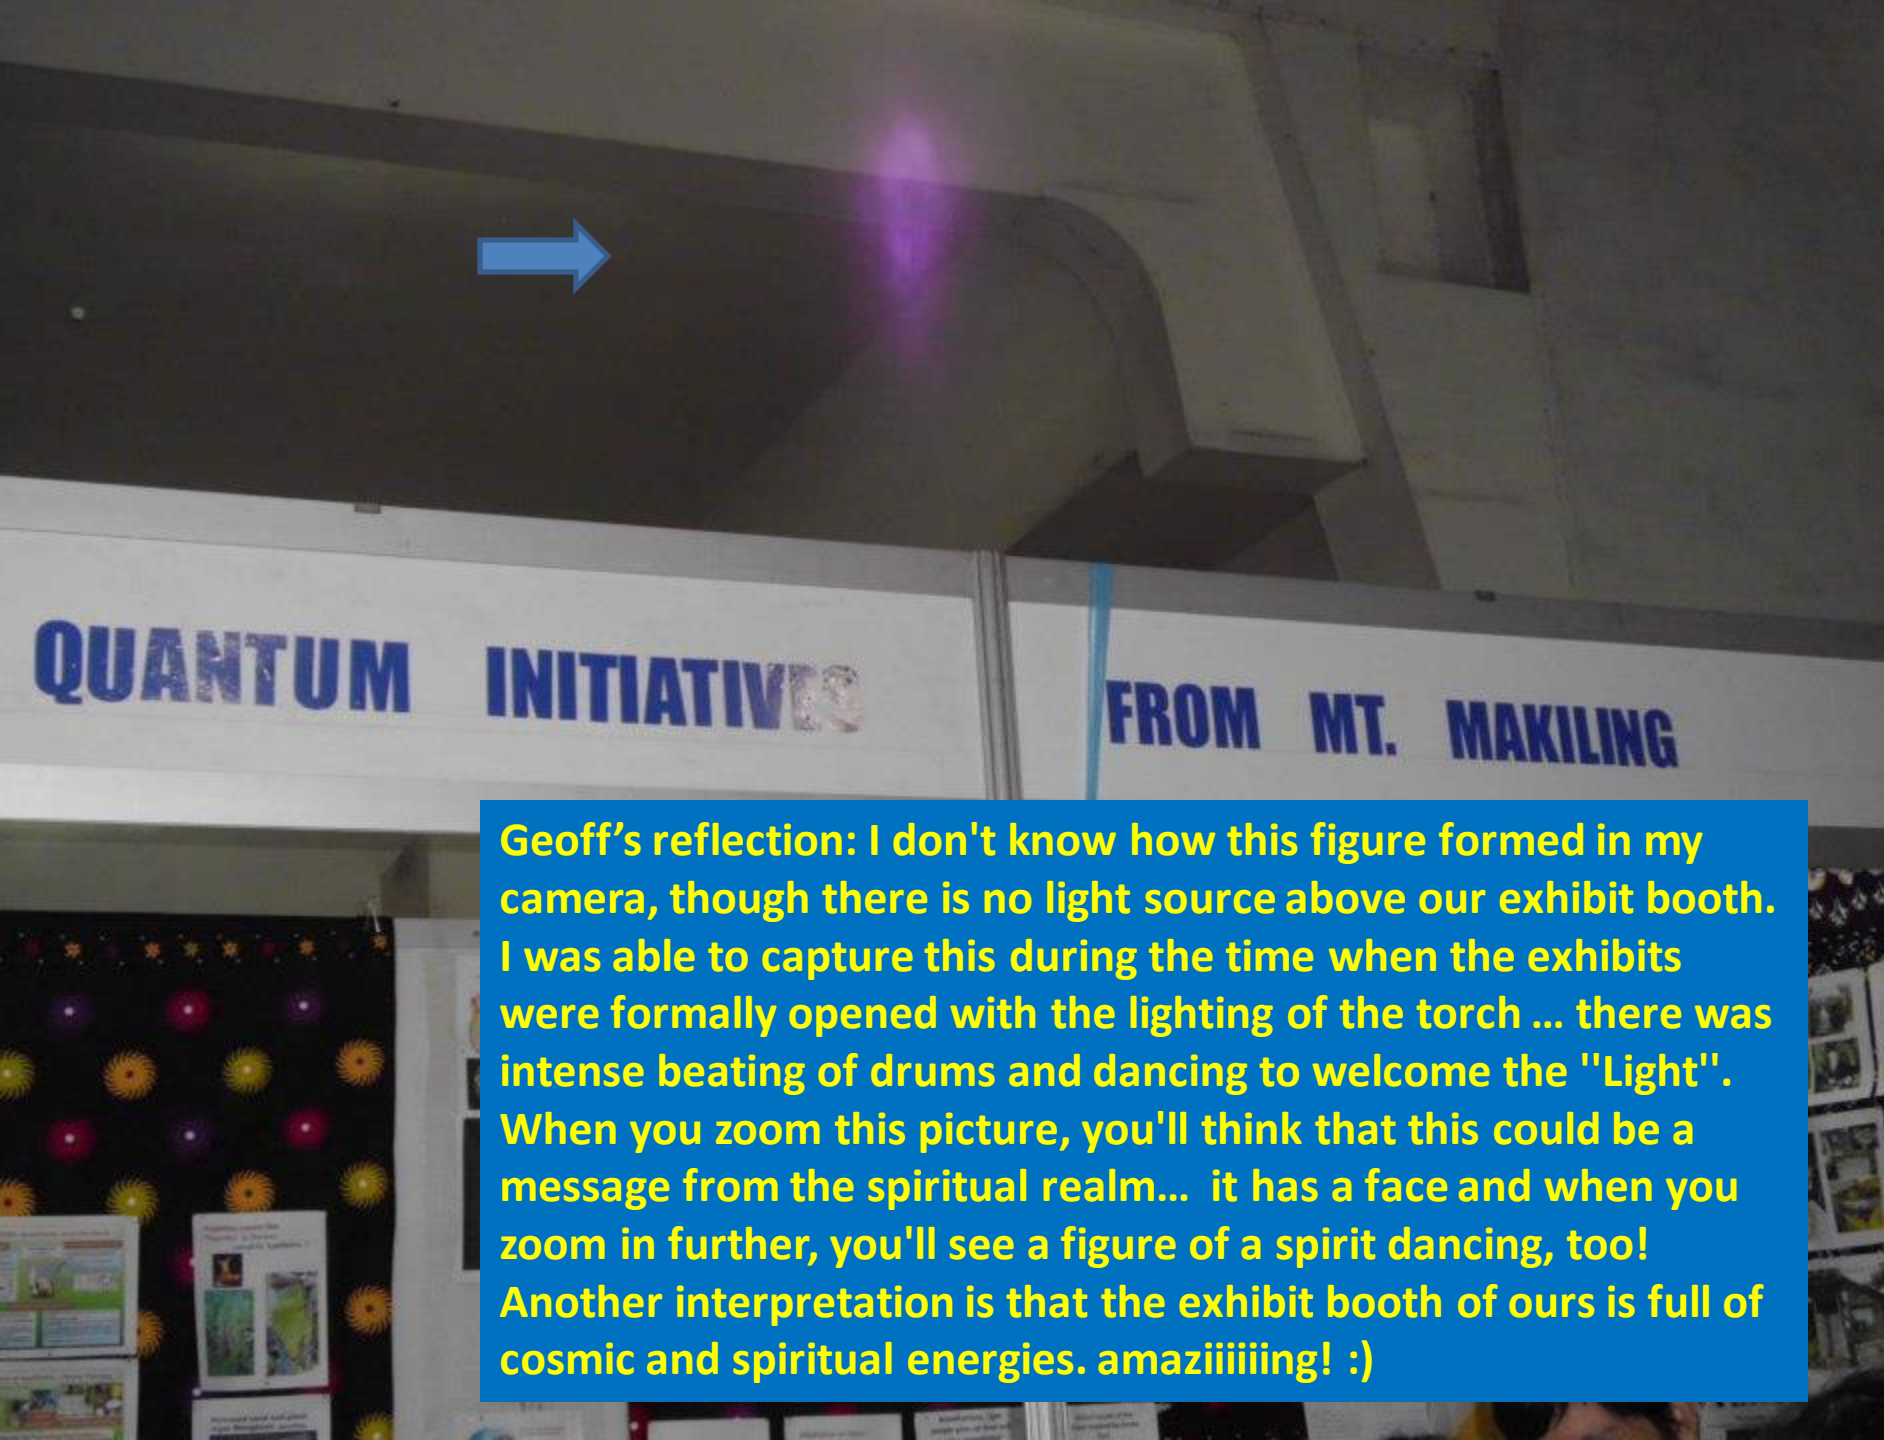 QUANTUM INITIATIVES FROM MT. MAKILING
Geoff’s reflection: I don't know how this figure formed in my
camera, though there is no light source above our exhibit booth.
I was able to capture this during the time when the exhibits
were formally opened with the lighting of the torch ... there was
intense beating of drums and dancing to welcome the "Light".
When you zoom this picture, you'll think that this could be a
message from the spiritual realm... it has a face and when you
zoom in further, you'll see a figure of a spirit dancing, too!
Another interpretation is that the exhibit booth of ours is full of
cosmic and spiritual energies. amaziiiiiing! :)